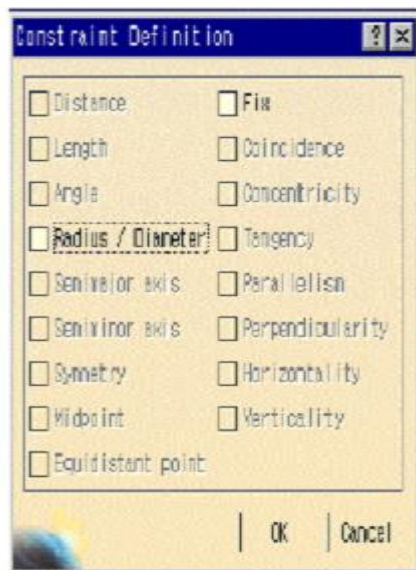 Constraint Definition
Distance
Fix
Length
Coincidence
Angle
Concentricity
Radius / Diameter
Tangency
Semimajor axis
Parallelism
Semiminor axis
Perpendicularity
Symmetry
Horizontality
Midpoint
Verticality
Equidistant point
OK
Cancel